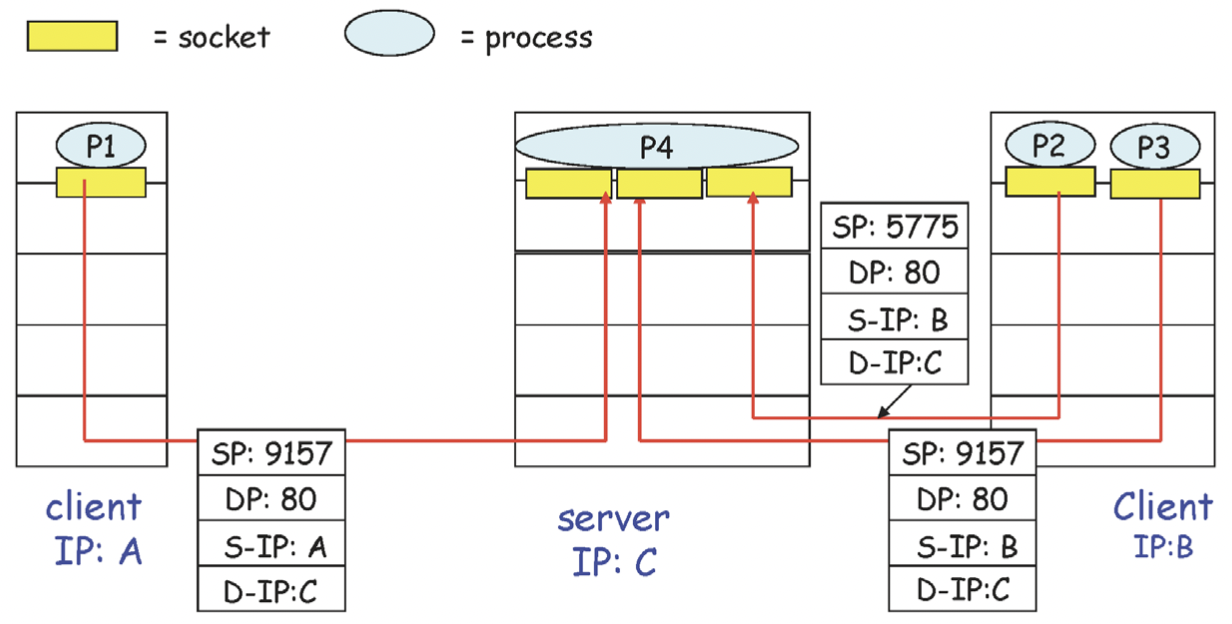 = socket
= process
P1
P4
P2
P3
SP: 5775
DP: 80
S-IP: B
D-IP:C
SP: 9157
DP: 80
S-IP: A
D-IP:C
SP: 9157
DP: 80
S-IP: B
D-IP:C
client
IP: A
server
IP: C
Client
IP:B